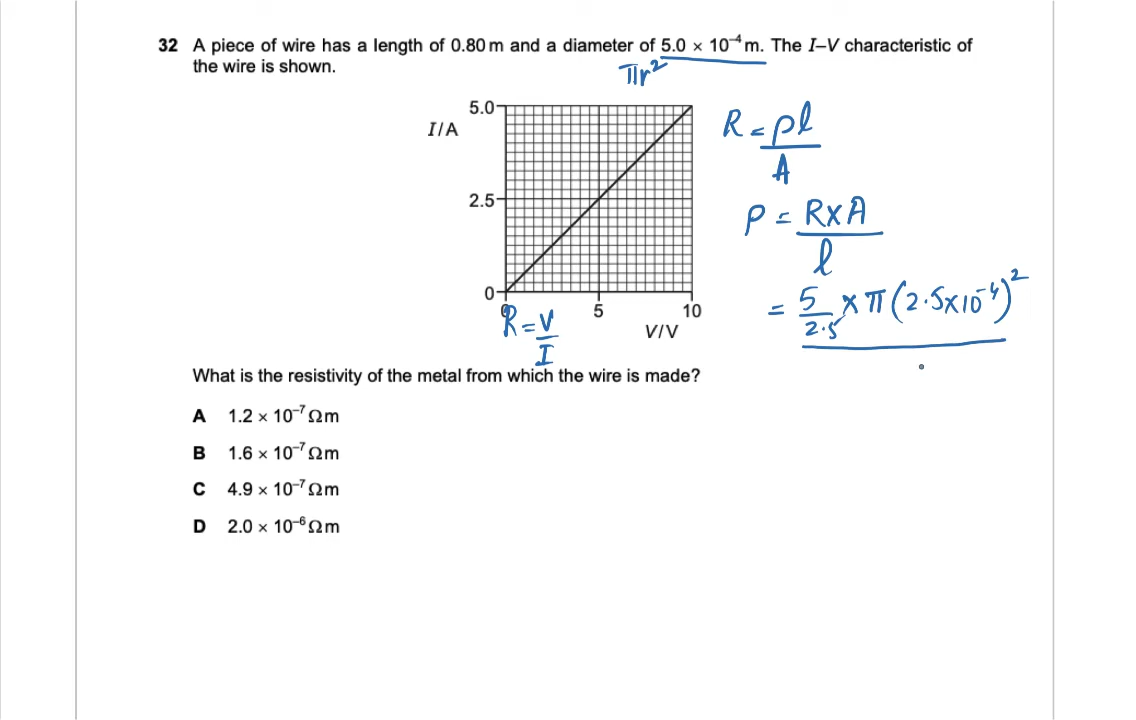 32 A piece of wire has a length of 0.80 m and a diameter of 5.0 × 10⁻⁴ m. The I–V characteristic of
the wire is shown.
πr²
5.0
I/A
2.5
0
0 5 10
V/V
R = V/I
R = ρl/A
ρ = R×A/l
= 5/2.5 × π(2.5×10⁻⁴)²
What is the resistivity of the metal from which the wire is made?
A 1.2 × 10⁻⁷ Ωm
B 1.6 × 10⁻⁷ Ωm
C 4.9 × 10⁻⁷ Ωm
D 2.0 × 10⁻⁶ Ωm